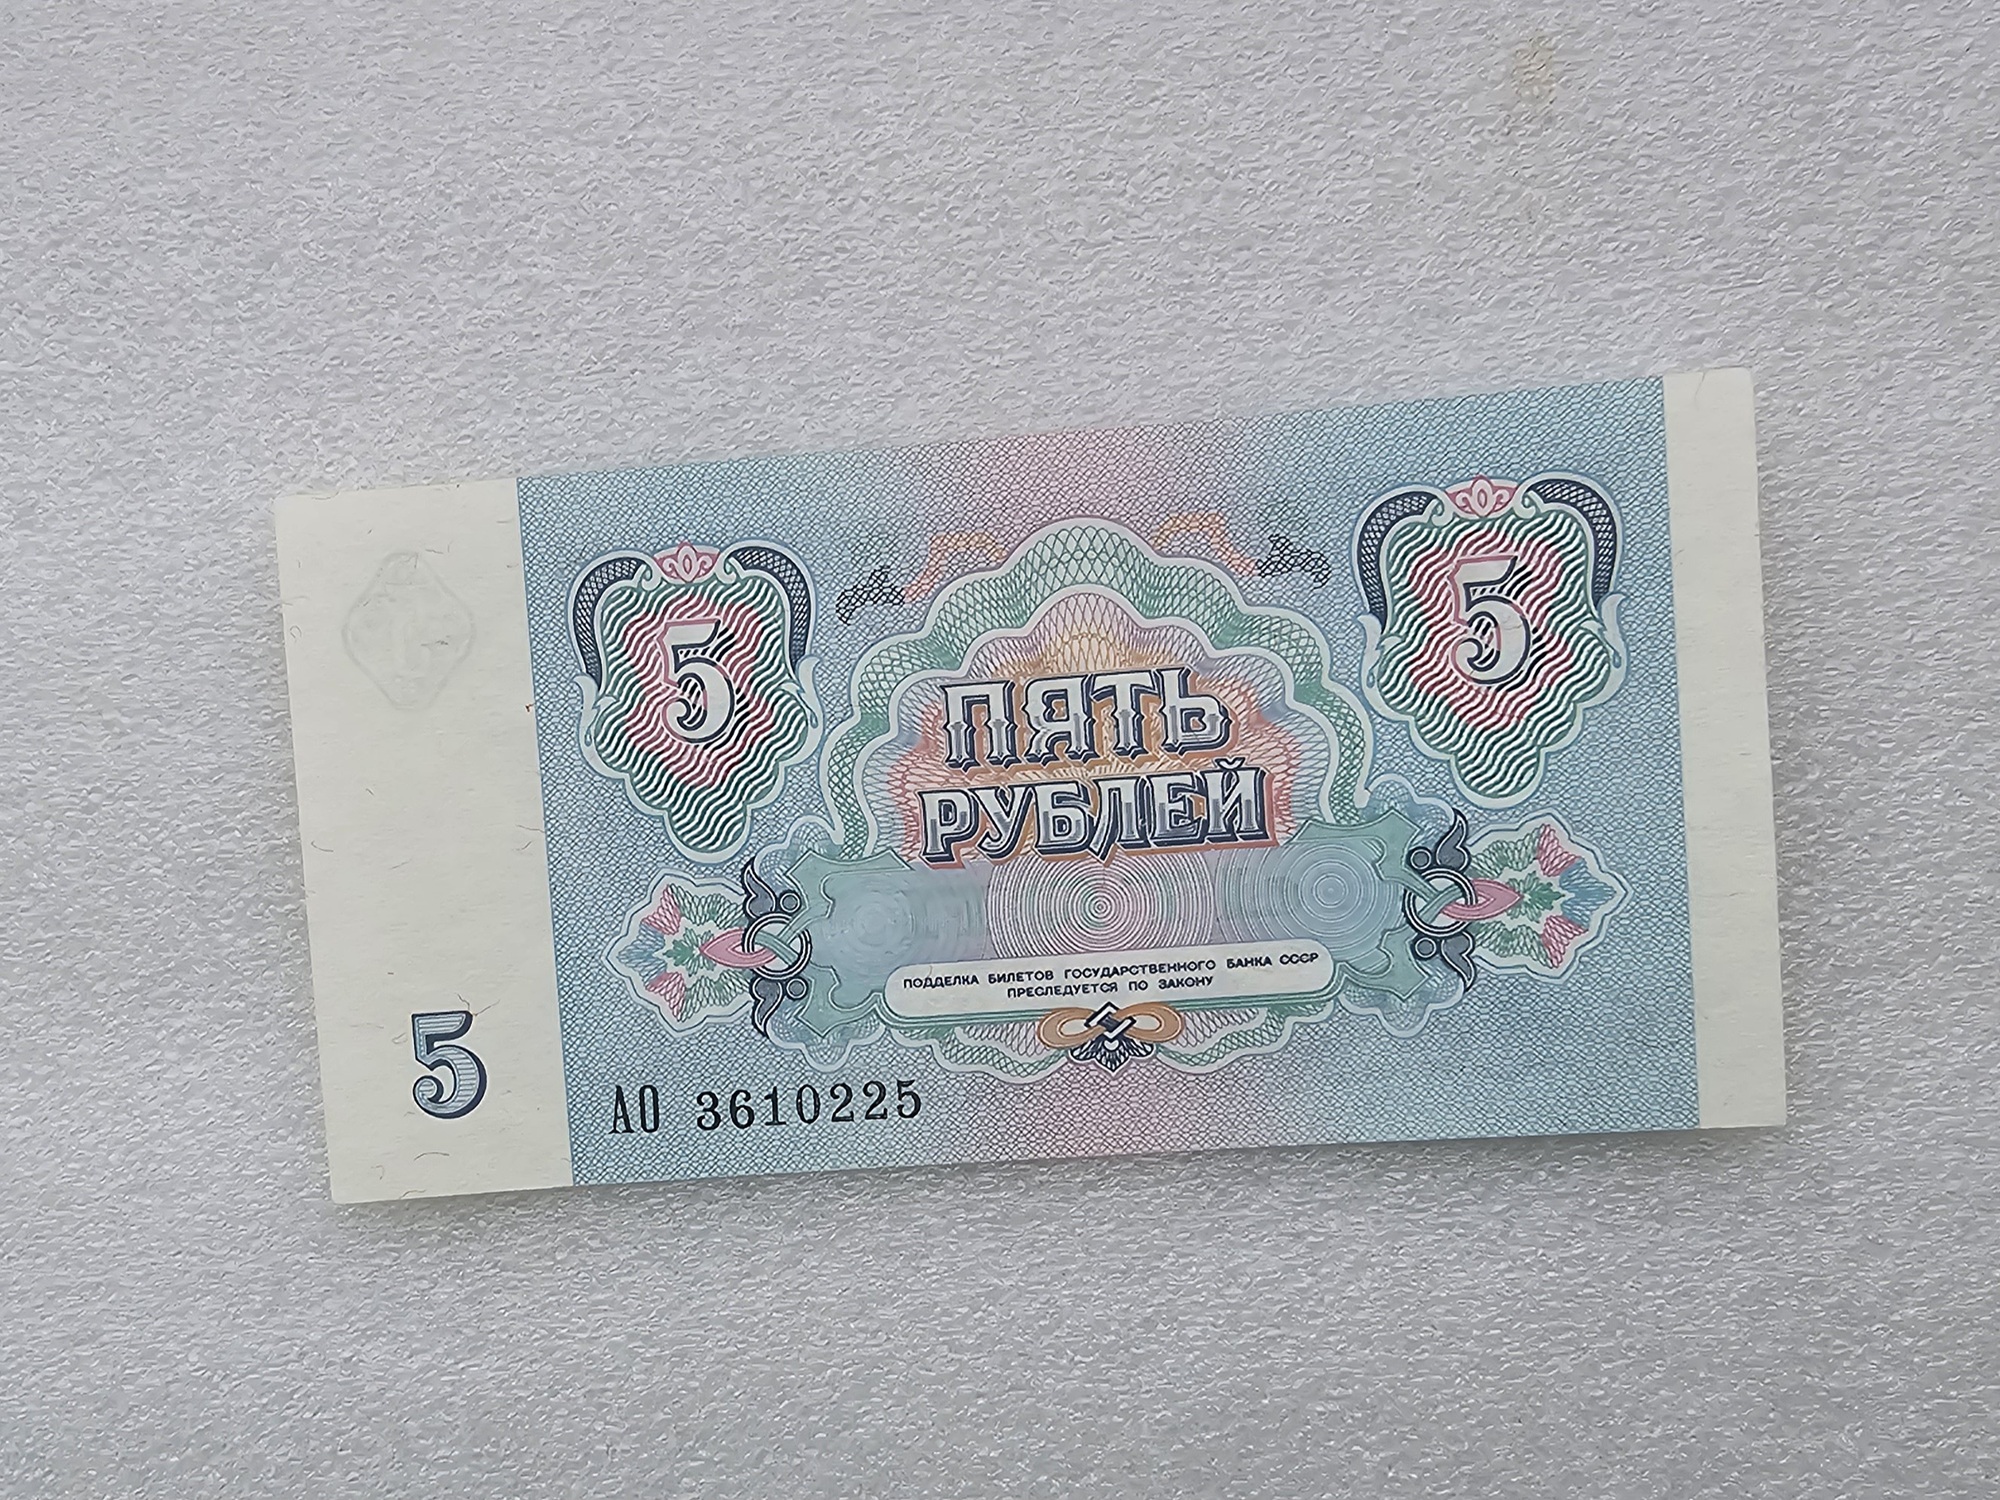 5
5
ПЯТЬ
РУБЛЕЙ
ПОДДЕЛКА БИЛЕТОВ ГОСУДАРСТВЕННОГО БАНКА СССР
ПРЕСЛЕДУЕТСЯ ПО ЗАКОНУ
5
АО 3610225